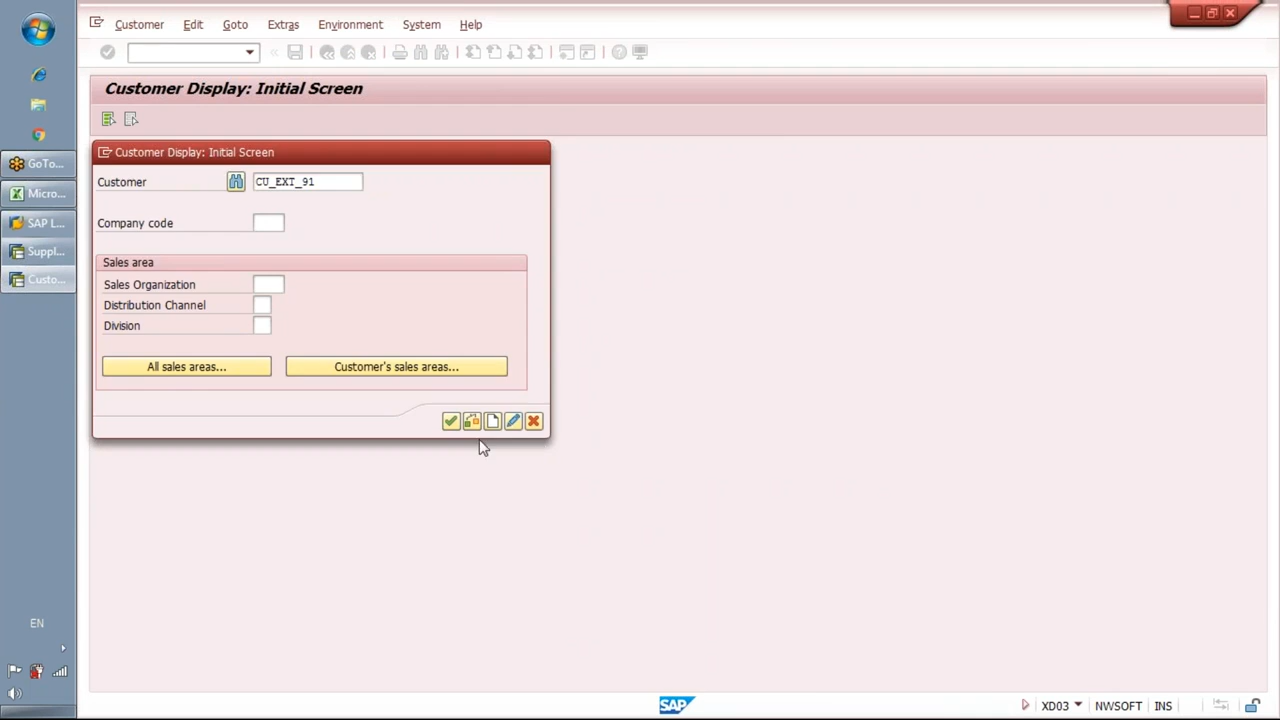 Customer Edit Goto Extras Environment System Help
Customer Display: Initial Screen
Customer Display: Initial Screen
Customer CU_EXT_91
Company code
Sales area
Sales Organization
Distribution Channel
Division
All sales areas... Customer's sales areas...
GoTo...
Micro...
SAP L...
Suppl...
Custo...
EN
SAP XD03 NWSOFT INS